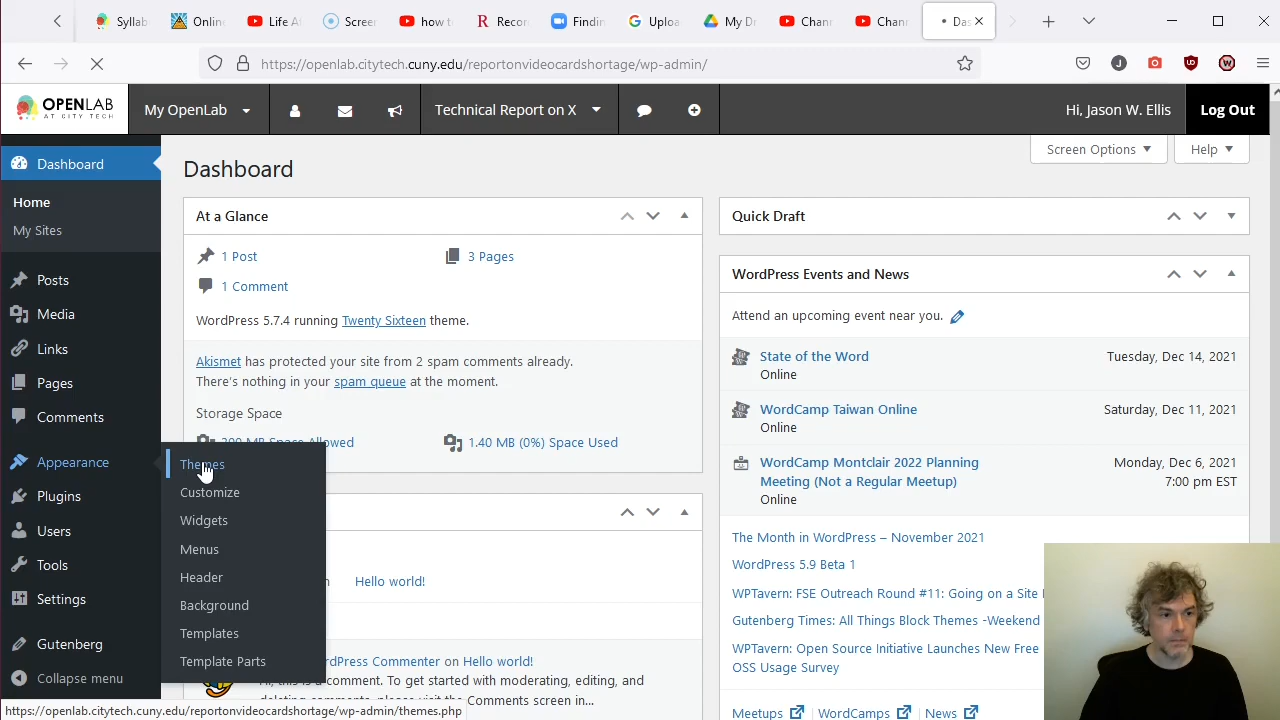 Syllab
Online
Life A
Scree
how t
Recor
Findin
Uploa
My Dr
Chann
Chann
Das
https://openlab.citytech.cuny.edu/reportonvideocardshortage/wp-admin/
OPENLAB
AT CITY TECH
My OpenLab
Technical Report on X
Hi, Jason W. Ellis
Log Out
Dashboard
Home
My Sites
Posts
Media
Links
Pages
Comments
Appearance
Plugins
Users
Tools
Settings
Gutenberg
Collapse menu
Themes
Customize
Widgets
Menus
Header
Background
Templates
Template Parts
Screen Options
Help
Dashboard
At a Glance
1 Post
3 Pages
1 Comment
WordPress 5.7.4 running Twenty Sixteen theme.
Akismet has protected your site from 2 spam comments already.
There's nothing in your spam queue at the moment.
Storage Space
Space Allowed
1.40 MB (0%) Space Used
Hello world!
Commenter on Hello world!
Hi, this is a comment. To get started with moderating, editing, and
Comments screen in...
Quick Draft
WordPress Events and News
Attend an upcoming event near you.
State of the Word
Tuesday, Dec 14, 2021
Online
WordCamp Taiwan Online
Saturday, Dec 11, 2021
Online
WordCamp Montclair 2022 Planning
Monday, Dec 6, 2021
Meeting (Not a Regular Meetup)
7:00 pm EST
Online
The Month in WordPress – November 2021
WordPress 5.9 Beta 1
WPTavern: FSE Outreach Round #11: Going on a Site
Gutenberg Times: All Things Block Themes -Weekend
WPTavern: Open Source Initiative Launches New Free
OSS Usage Survey
Meetups
WordCamps
News
https://openlab.citytech.cuny.edu/reportonvideocardshortage/wp-admin/themes.php